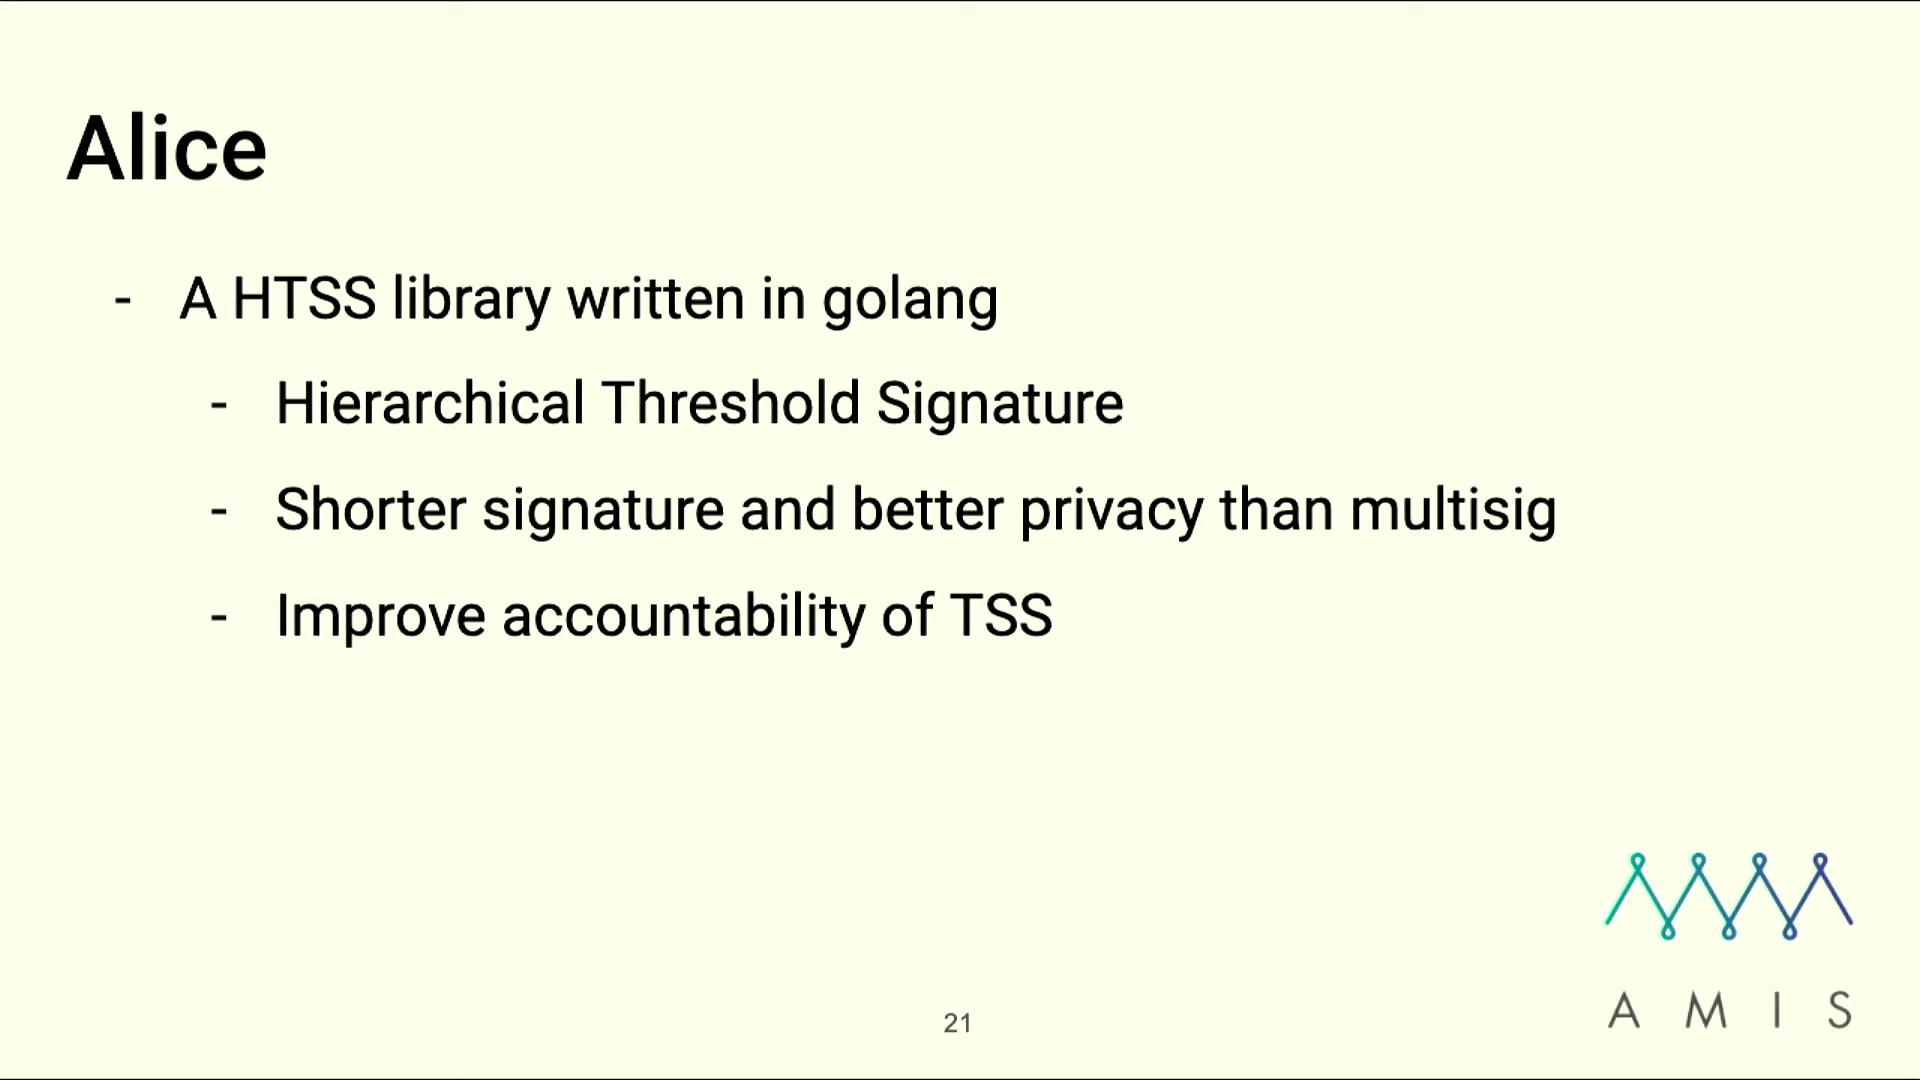 Alice
- A HTSS library written in golang
- Hierarchical Threshold Signature
- Shorter signature and better privacy than multisig
- Improve accountability of TSS
21
AMIS